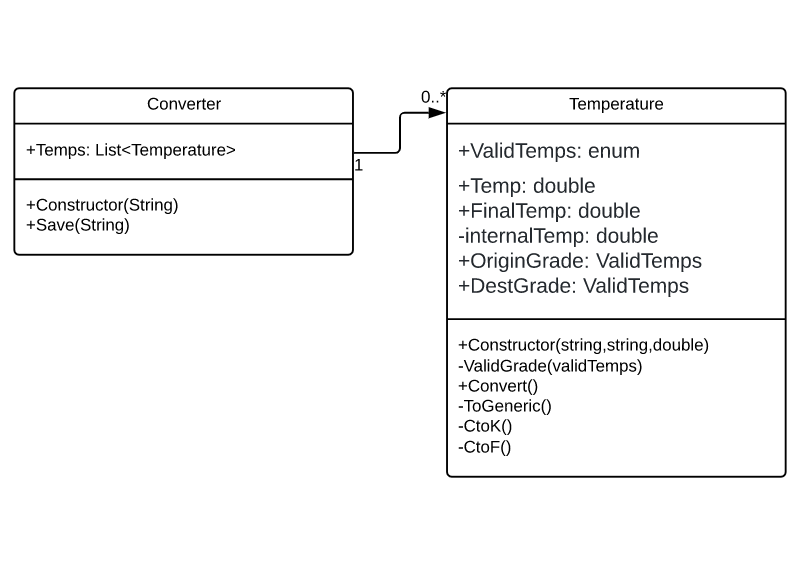 Converter
+Temps: List<Temperature>
+Constructor(String)
+Save(String)
1
0..*
Temperature
+ValidTemps: enum
+Temp: double
+FinalTemp: double
-internalTemp: double
+OriginGrade: ValidTemps
+DestGrade: ValidTemps
+Constructor(string,string,double)
-ValidGrade(validTemps)
+Convert()
-ToGeneric()
-CtoK()
-CtoF()